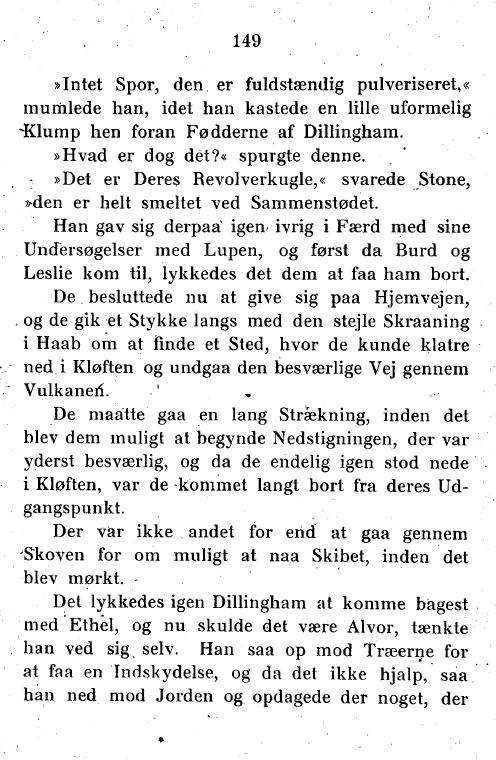 149
»Intet Spor, den er fuldstændig pulveriseret,«
mumlede han, idet han kastede en lille uformelig
Klump hen foran Fødderne af Dillingham.
»Hvad er dog det?« spurgte denne.
»Det er Deres Revolverkugle,« svarede Stone,
»den er helt smeltet ved Sammenstødet.
Han gav sig derpaa igen ivrig i Færd med sine
Undersøgelser med Lupen, og først da Burd og
Leslie kom til, lykkedes det dem at faa ham bort.
De besluttede nu at give sig paa Hjemvejen,
og de gik et Stykke langs med den stejle Skraaning
i Haab om at finde et Sted, hvor de kunde klatre
ned i Kløften og undgaa den besværlige Vej gennem
Vulkanen.
De maatte gaa en lang Strækning, inden det
blev dem muligt at begynde Nedstigningen, der var
yderst besværlig, og da de endelig igen stod nede
i Kløften, var de kommet langt bort fra deres Ud-
gangspunkt.
Der var ikke andet for end at gaa gennem
Skoven for om muligt at naa Skibet, inden det
blev mørkt.
Det lykkedes igen Dillingham at komme bagest
med Ethel, og nu skulde det være Alvor, tænkte
han ved sig selv. Han saa op mod Træerne for
at faa en Indskydelse, og da det ikke hjalp, saa
han ned mod Jorden og opdagede der noget, der